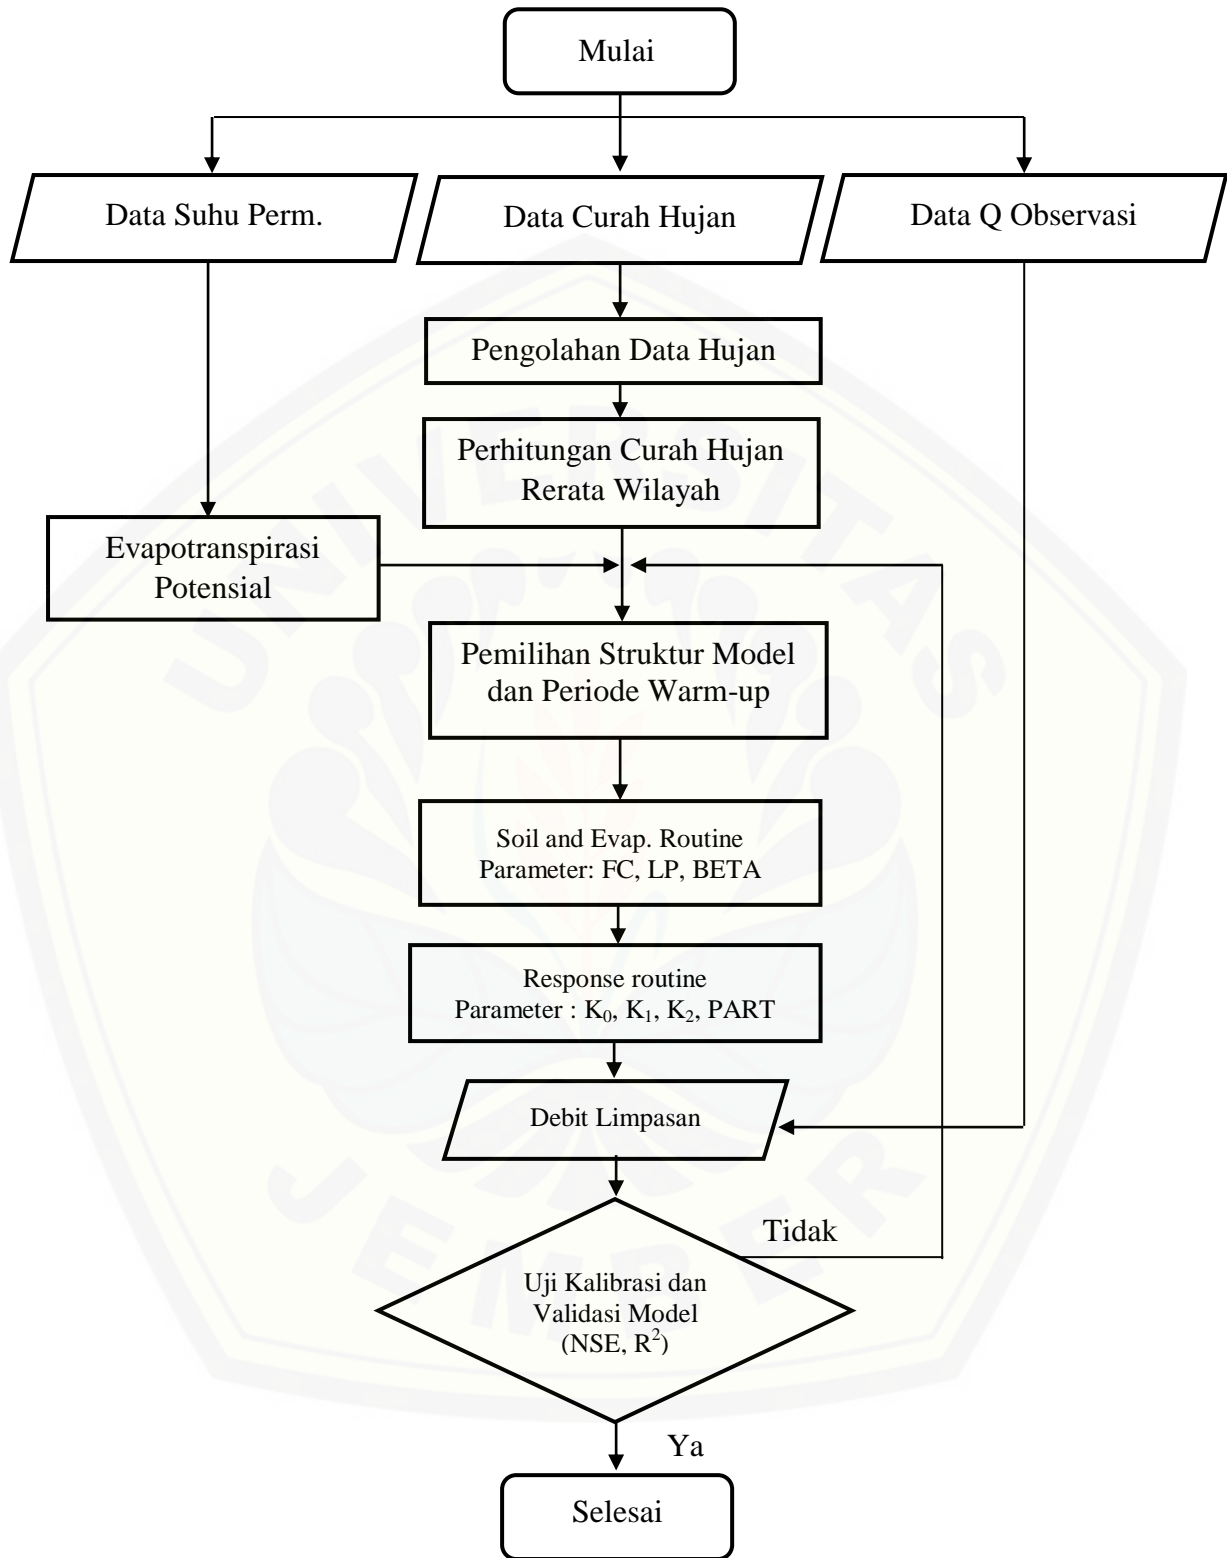 Mulai
Data Suhu Perm.
Data Curah Hujan
Data Q Observasi
Pengolahan Data Hujan
Perhitungan Curah Hujan
Rerata Wilayah
Evapotranspirasi
Potensial
Pemilihan Struktur Model
dan Periode Warm-up
Soil and Evap. Routine
Parameter: FC, LP, BETA
Response routine
Parameter : K₀, K₁, K₂, PART
Debit Limpasan
Tidak
Uji Kalibrasi dan
Validasi Model
(NSE, R²)
Ya
Selesai
UNIVERSITAS
JEMBER